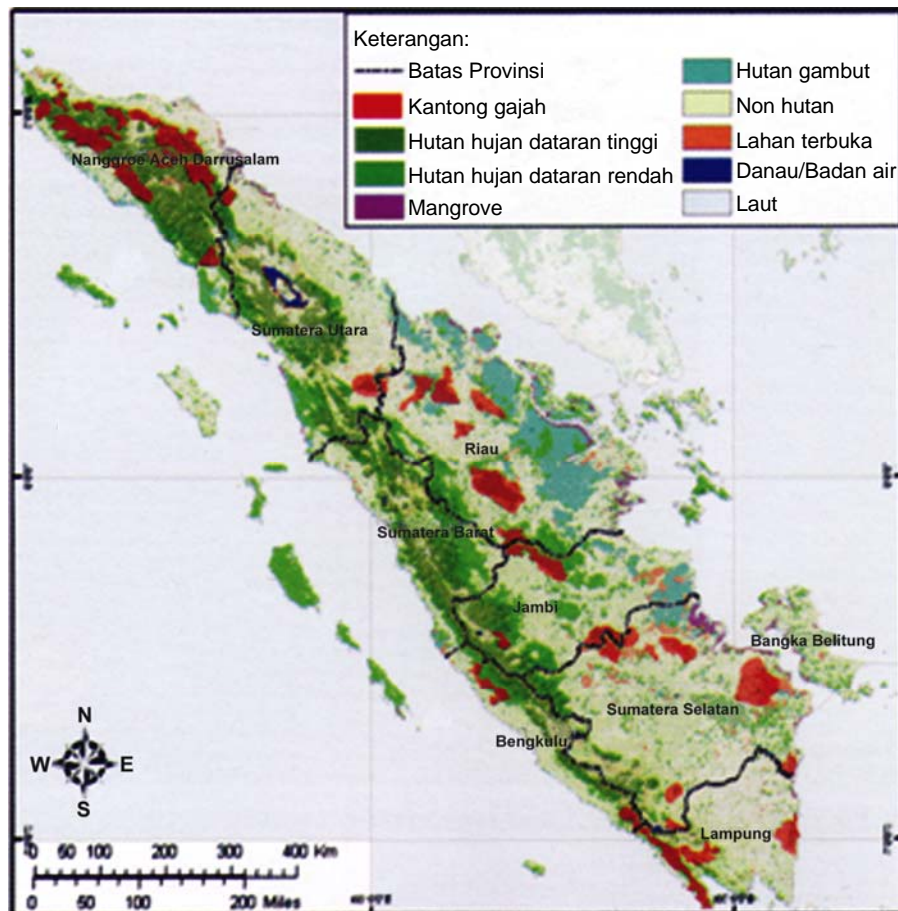 Keterangan:
Batas Provinsi
Kantong gajah
Hutan hujan dataran tinggi
Hutan hujan dataran rendah
Mangrove
Hutan gambut
Non hutan
Lahan terbuka
Danau/Badan air
Laut
Nanggroe Aceh Darrusalam
Sumatera Utara
Riau
Sumatera Barat
Jambi
Bangka Belitung
Sumatera Selatan
Bengkulu
Lampung
N
W E
S
0 50 100 200 300 400 Km
0 50 100 200 Miles